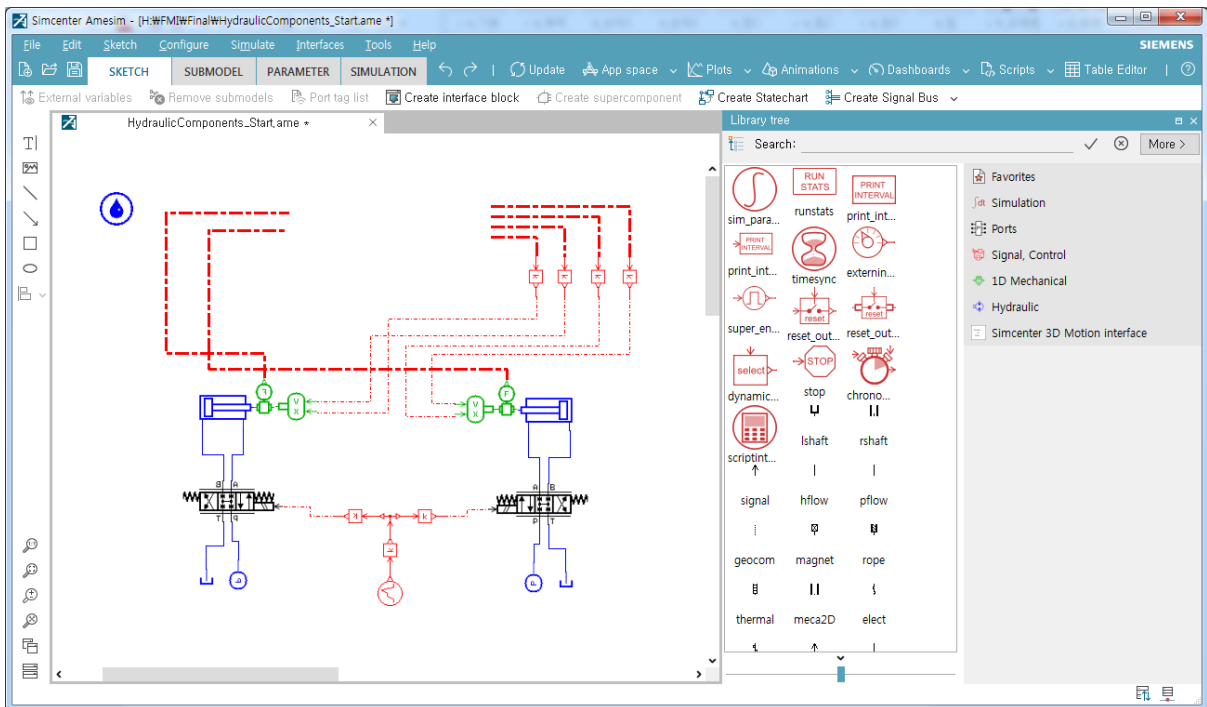 Simcenter Amesim - [H:₩FMI₩Final₩HydraulicComponents_Start.ame *]
File Edit Sketch Configure Simulate Interfaces Tools Help SIEMENS
SKETCH SUBMODEL PARAMETER SIMULATION Update App space Plots Animations Dashboards Scripts Table Editor
External variables Remove submodels Port tag list Create interface block Create supercomponent Create Statechart Create Signal Bus
HydraulicComponents_Start.ame *
Library tree
Search: More >
RUN STATS
PRINT INTERVAL
sim_para... runstats print_int...
PRINT INTERVAL
print_int... timesync externin...
reset reset
super_en... reset_out... reset_out...
select STOP
dynamic... stop chrono...
scriptint... lshaft rshaft
signal hflow pflow
geocom magnet rope
thermal meca2D elect
Favorites
Simulation
Ports
Signal, Control
1D Mechanical
Hydraulic
Simcenter 3D Motion interface
k k k k
F F
V X
V X
B A
A B
T P
P T
k k
k
P P